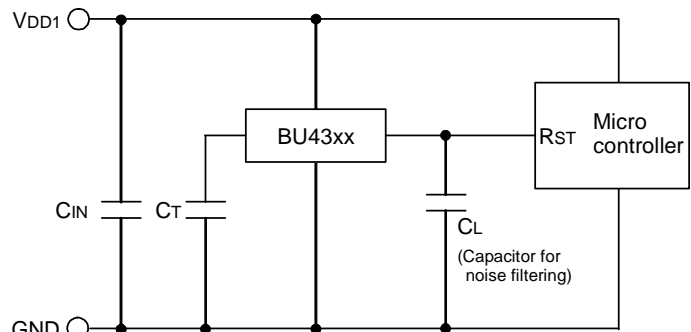 VDD1
BU43xx
RST
Micro
controller
CIN
CT
CL
(Capacitor for
noise filtering)
GND